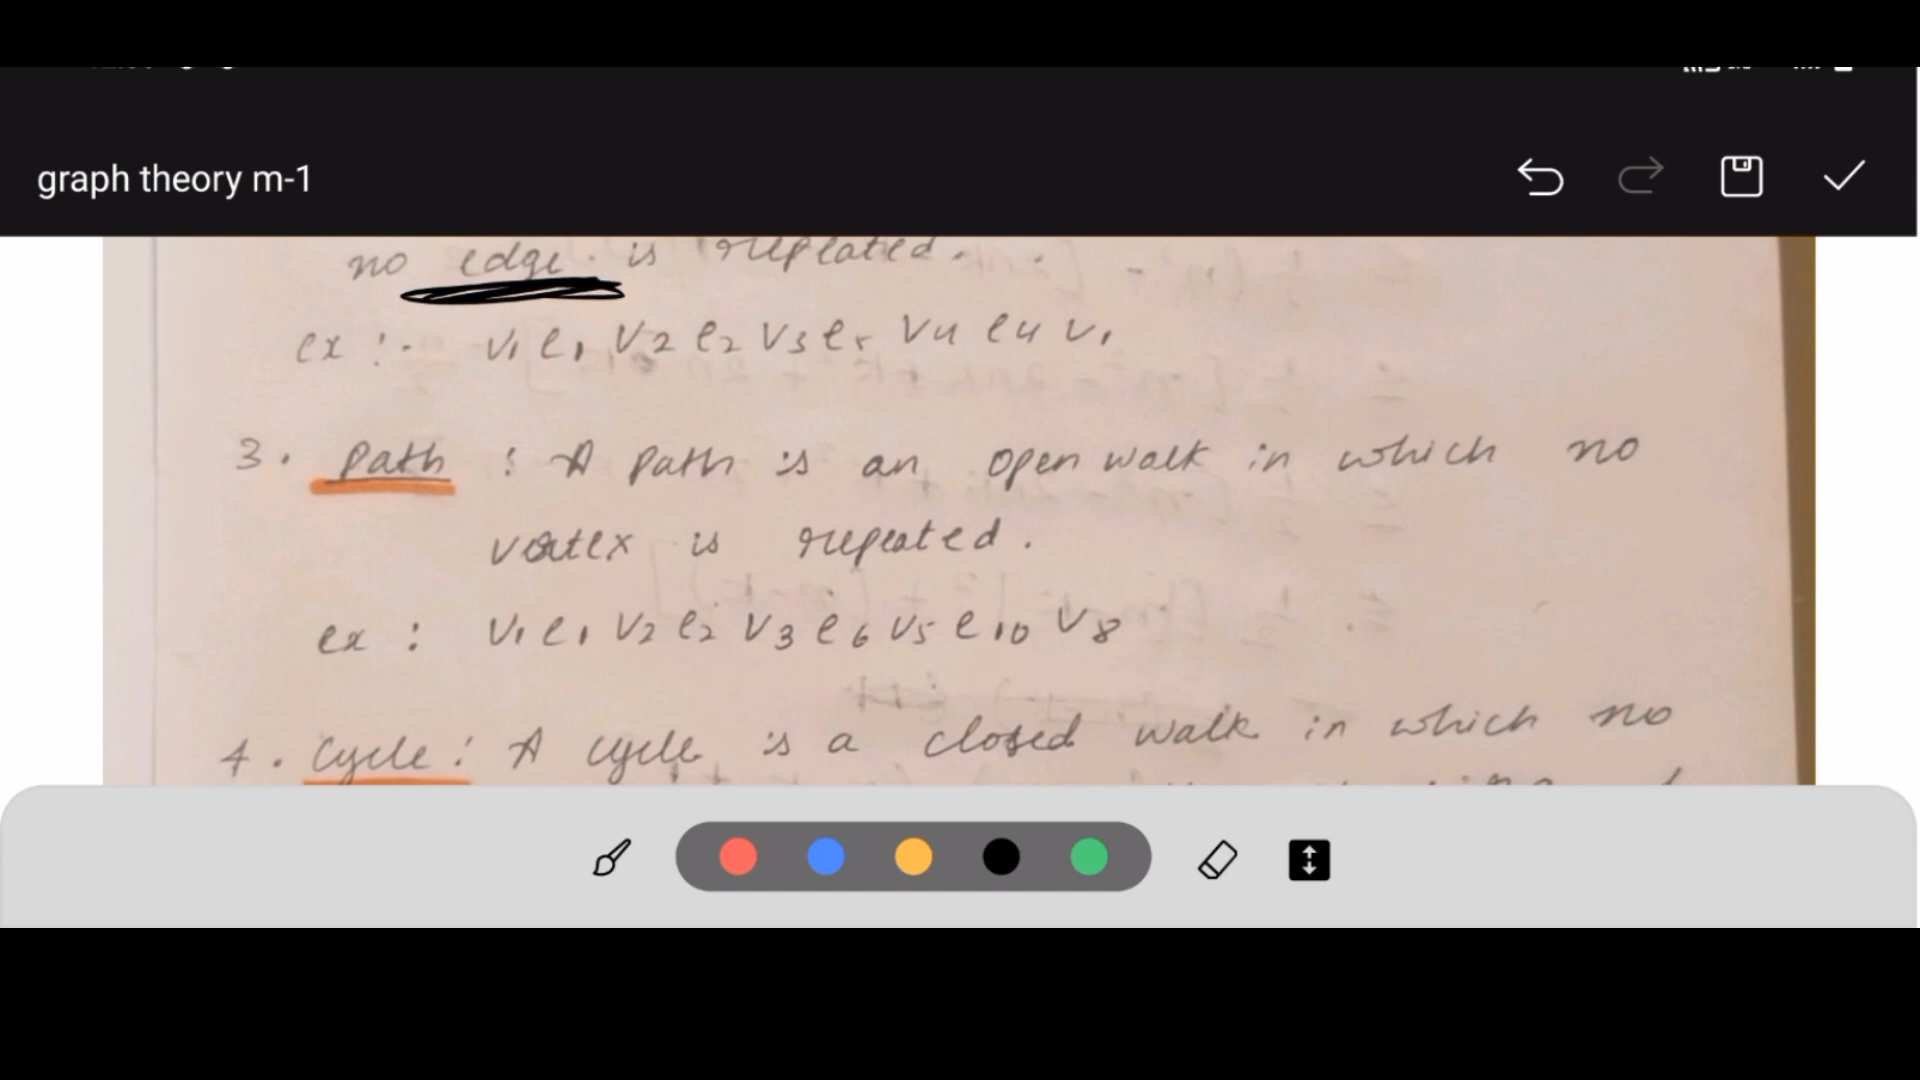 graph theory m-1
no edge is repeated.
ex :- v1 e1 v2 e2 v3 e5 v4 e4 v1
3. Path : A path is an open walk in which no
vertex is repeated.
ex : v1 e1 v2 e2 v3 e6 v5 e10 v8
4. Cycle : A cycle is a closed walk in which no